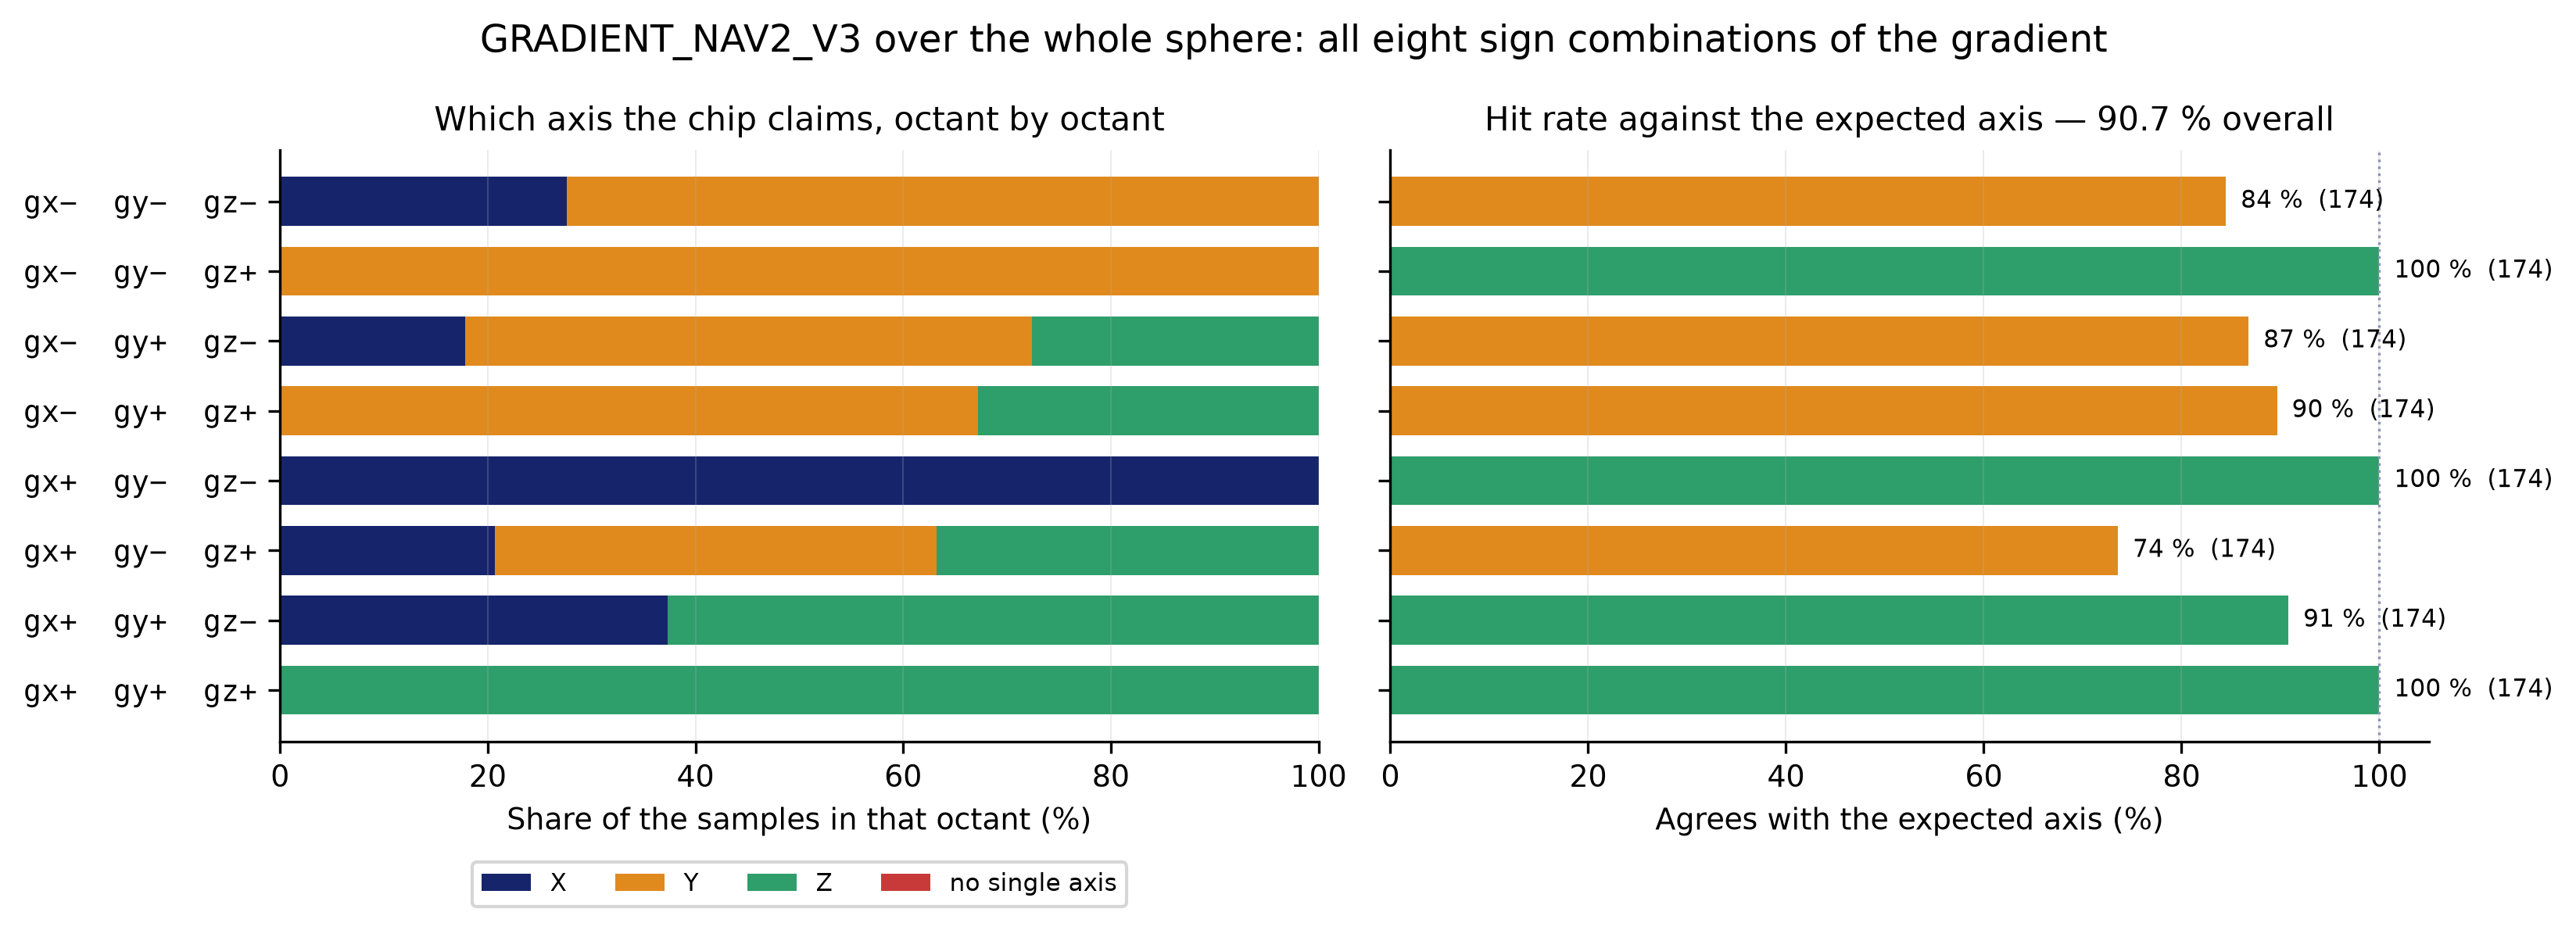 GRADIENT_NAV2_V3 over the whole sphere: all eight sign combinations of the gradient
Which axis the chip claims, octant by octant
gx−  gy−  gz−
gx−  gy−  gz+
gx−  gy+  gz−
gx−  gy+  gz+
gx+  gy−  gz−
gx+  gy−  gz+
gx+  gy+  gz−
gx+  gy+  gz+
0 20 40 60 80 100
Share of the samples in that octant (%)
X Y Z no single axis
Hit rate against the expected axis — 90.7 % overall
84 % (174)
100 % (174)
87 % (174)
90 % (174)
100 % (174)
74 % (174)
91 % (174)
100 % (174)
0 20 40 60 80 100
Agrees with the expected axis (%)